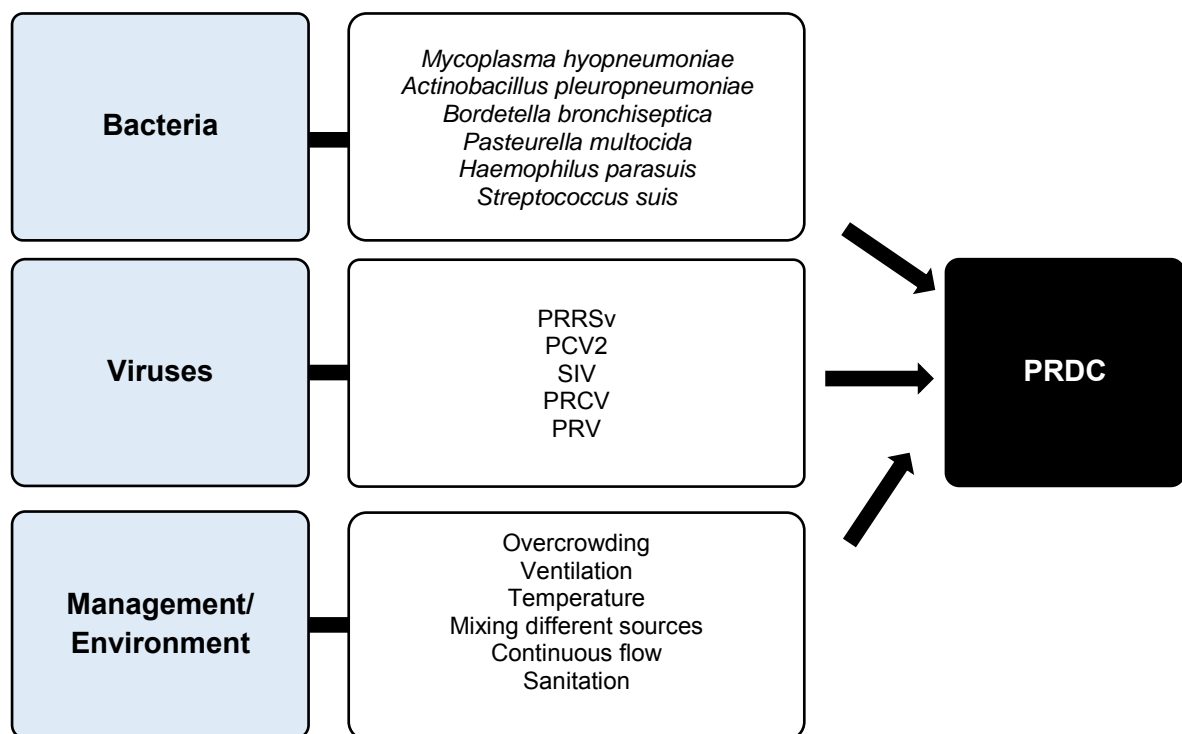 Bacteria
Mycoplasma hyopneumoniae
Actinobacillus pleuropneumoniae
Bordetella bronchiseptica
Pasteurella multocida
Haemophilus parasuis
Streptococcus suis
Viruses
PRRSv
PCV2
SIV
PRCV
PRV
PRDC
Management/
Environment
Overcrowding
Ventilation
Temperature
Mixing different sources
Continuous flow
Sanitation